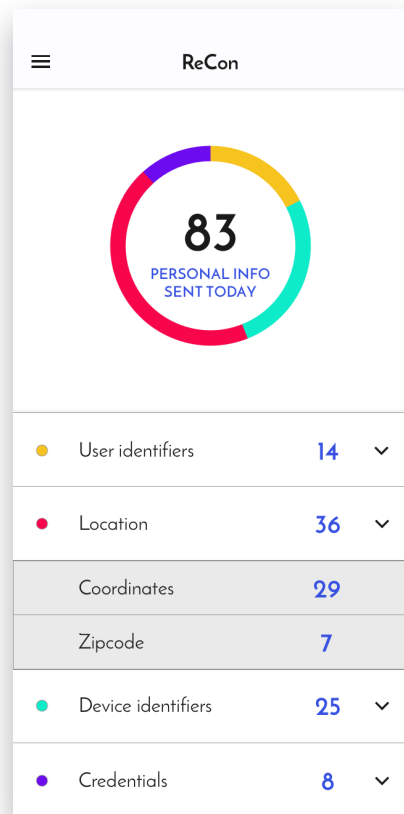 ReCon
83
PERSONAL INFO
SENT TODAY
User identifiers 14
Location 36
Coordinates 29
Zipcode 7
Device identifiers 25
Credentials 8